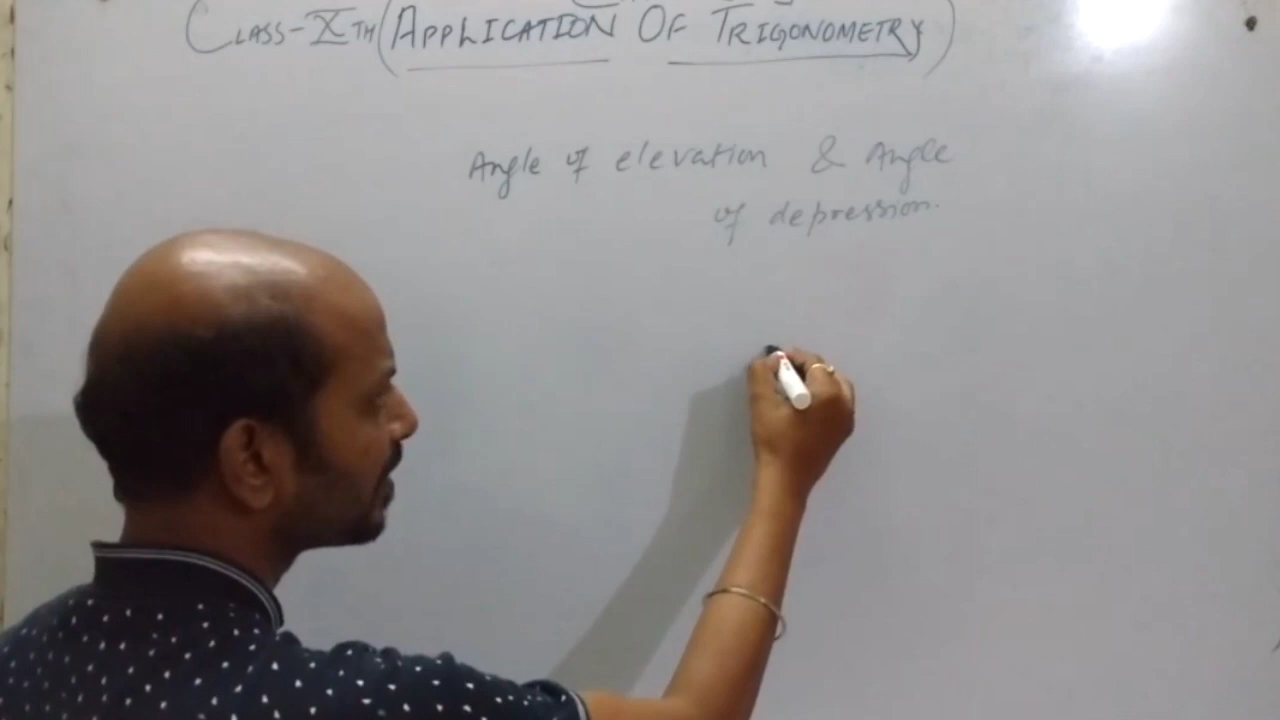 CLASS-XTH (APPLICATION OF TRIGONOMETRY)
Angle of elevation & Angle
of depression.